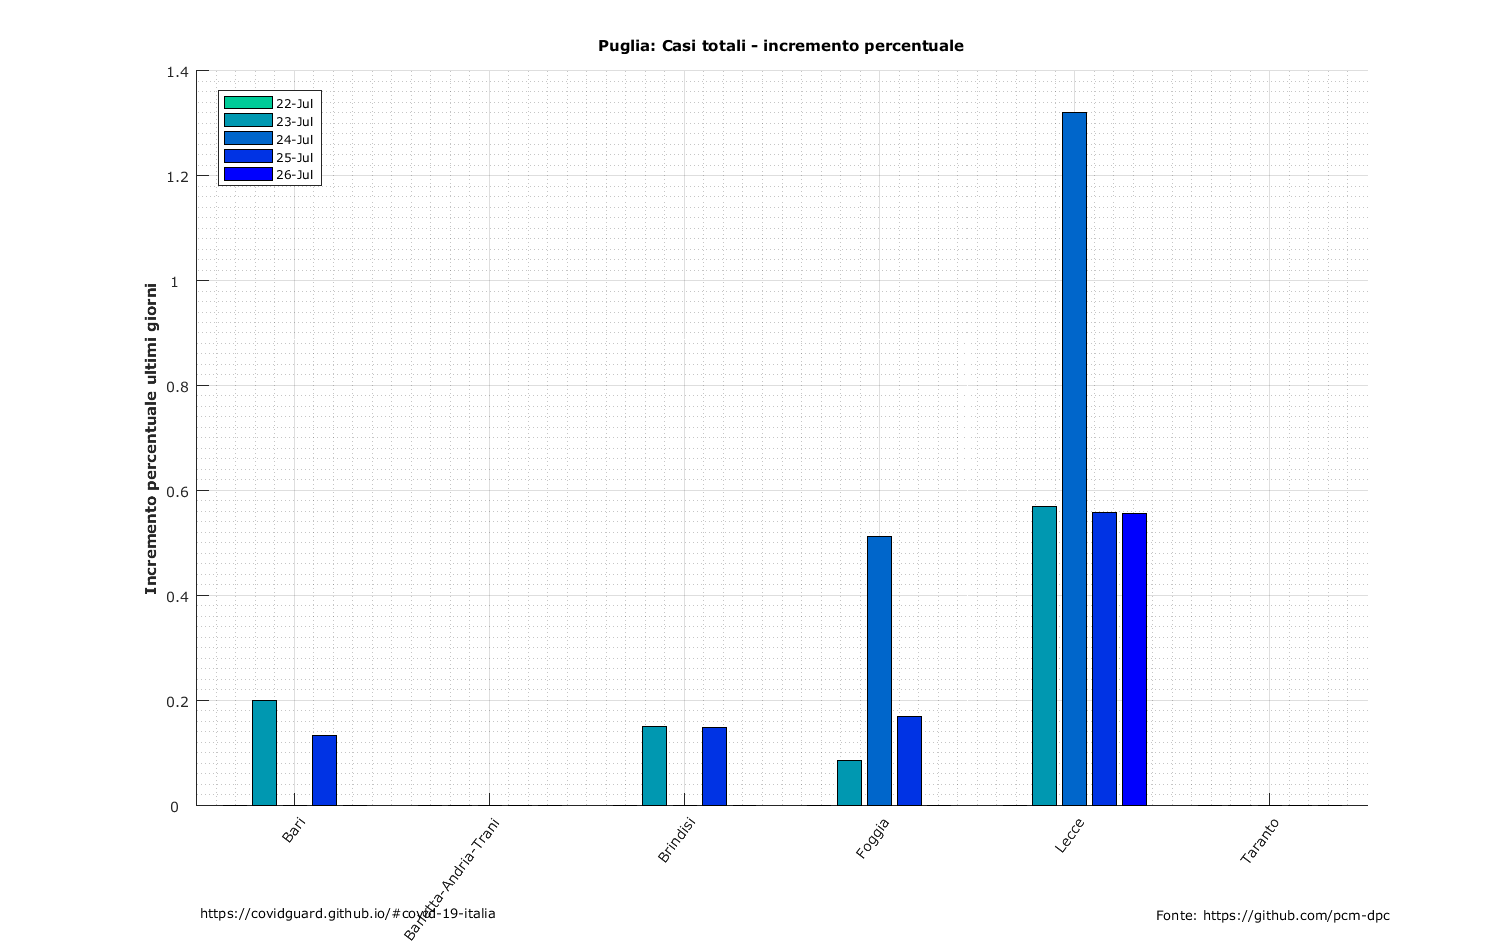 Puglia: Casi totali - incremento percentuale
22-Jul
23-Jul
24-Jul
25-Jul
26-Jul
Incremento percentuale ultimi giorni
1.4
1.2
1
0.8
0.6
0.4
0.2
0
Bari
Barletta-Andria-Trani
Brindisi
Foggia
Lecce
Taranto
https://covidguard.github.io/#covid-19-italia
Fonte: https://github.com/pcm-dpc